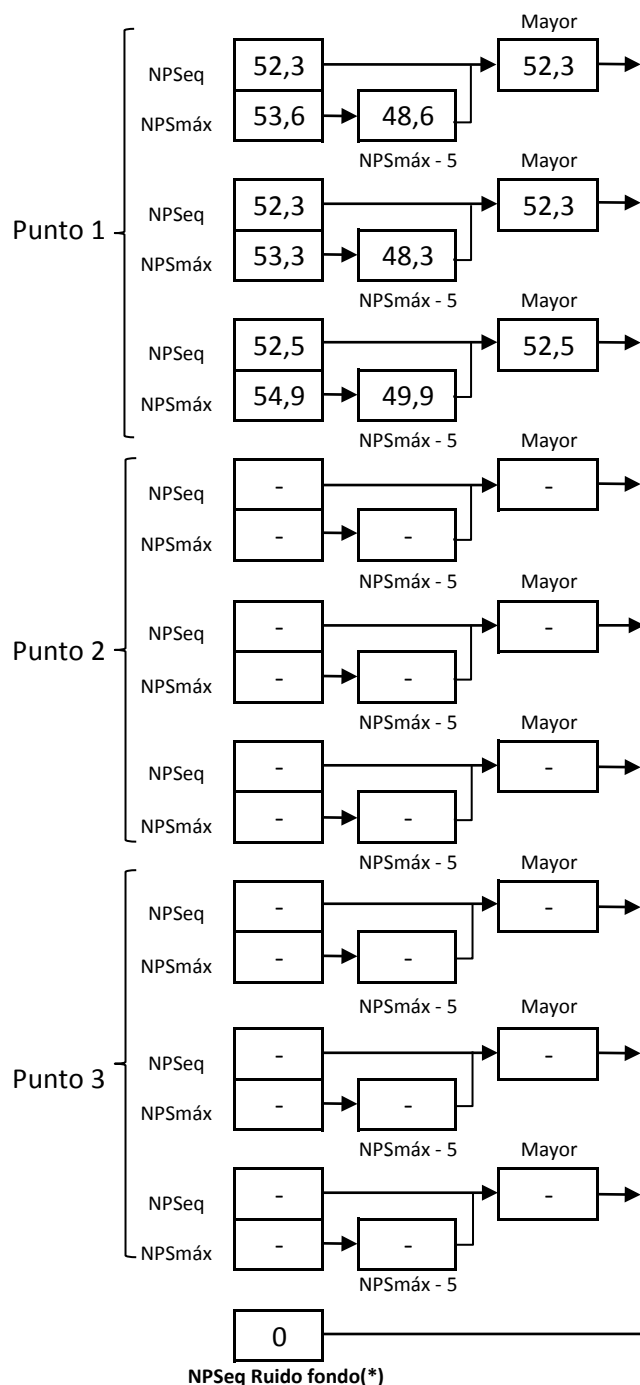 Mayor
NPSeq 52,3 52,3
NPSmáx 53,6 48,6
NPSmáx - 5
Mayor
Punto 1
NPSeq 52,3 52,3
NPSmáx 53,3 48,3
NPSmáx - 5
Mayor
NPSeq 52,5 52,5
NPSmáx 54,9 49,9
NPSmáx - 5
Mayor
NPSeq - -
NPSmáx - -
NPSmáx - 5
Mayor
Punto 2
NPSeq - -
NPSmáx - -
NPSmáx - 5
Mayor
NPSeq - -
NPSmáx - -
NPSmáx - 5
Mayor
NPSeq - -
NPSmáx - -
NPSmáx - 5
Mayor
Punto 3
NPSeq - -
NPSmáx - -
NPSmáx - 5
Mayor
NPSeq - -
NPSmáx - -
NPSmáx - 5
0
NPSeq Ruido fondo(*)